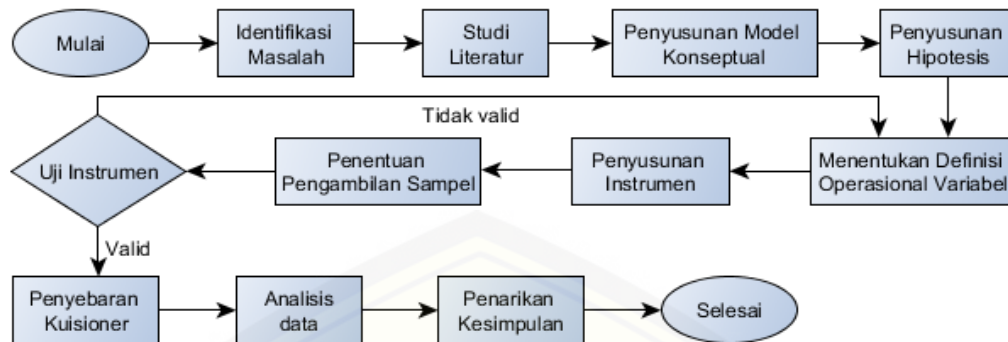 Mulai
Identifikasi
Masalah
Studi
Literatur
Penyusunan Model
Konseptual
Penyusunan
Hipotesis
Tidak valid
Uji Instrumen
Penentuan
Pengambilan Sampel
Penyusunan
Instrumen
Menentukan Definisi
Operasional Variabel
Valid
Penyebaran
Kuisioner
Analisis
data
Penarikan
Kesimpulan
Selesai